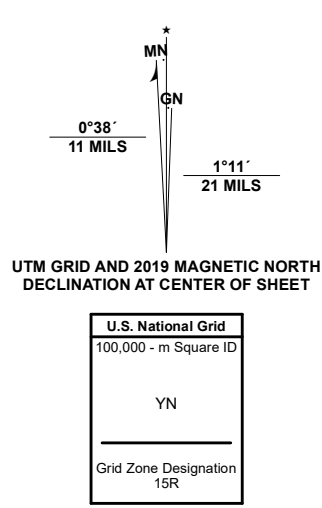 MN
GN
0°38´
11 MILS
1°11´
21 MILS
UTM GRID AND 2019 MAGNETIC NORTH
DECLINATION AT CENTER OF SHEET
U.S. National Grid
100,000 - m Square ID
YN
Grid Zone Designation
15R